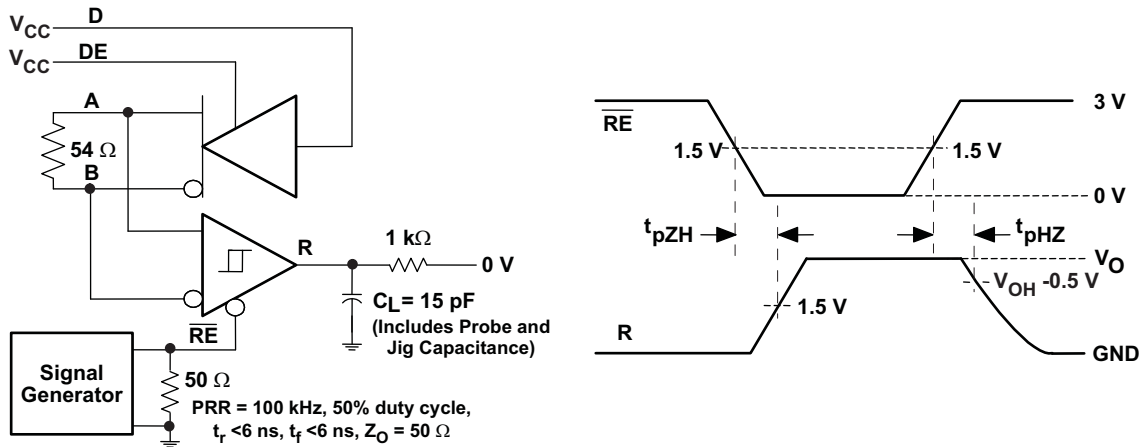 VCC D
VCC DE
A
54 Ω
B
R
1 kΩ
0 V
CL= 15 pF
(Includes Probe and
Jig Capacitance)
RE
Signal
Generator
50 Ω
PRR = 100 kHz, 50% duty cycle,
tr <6 ns, tf <6 ns, ZO = 50 Ω
RE
3 V
1.5 V
1.5 V
0 V
tpZH
tpHZ
VO
VOH -0.5 V
1.5 V
R
GND